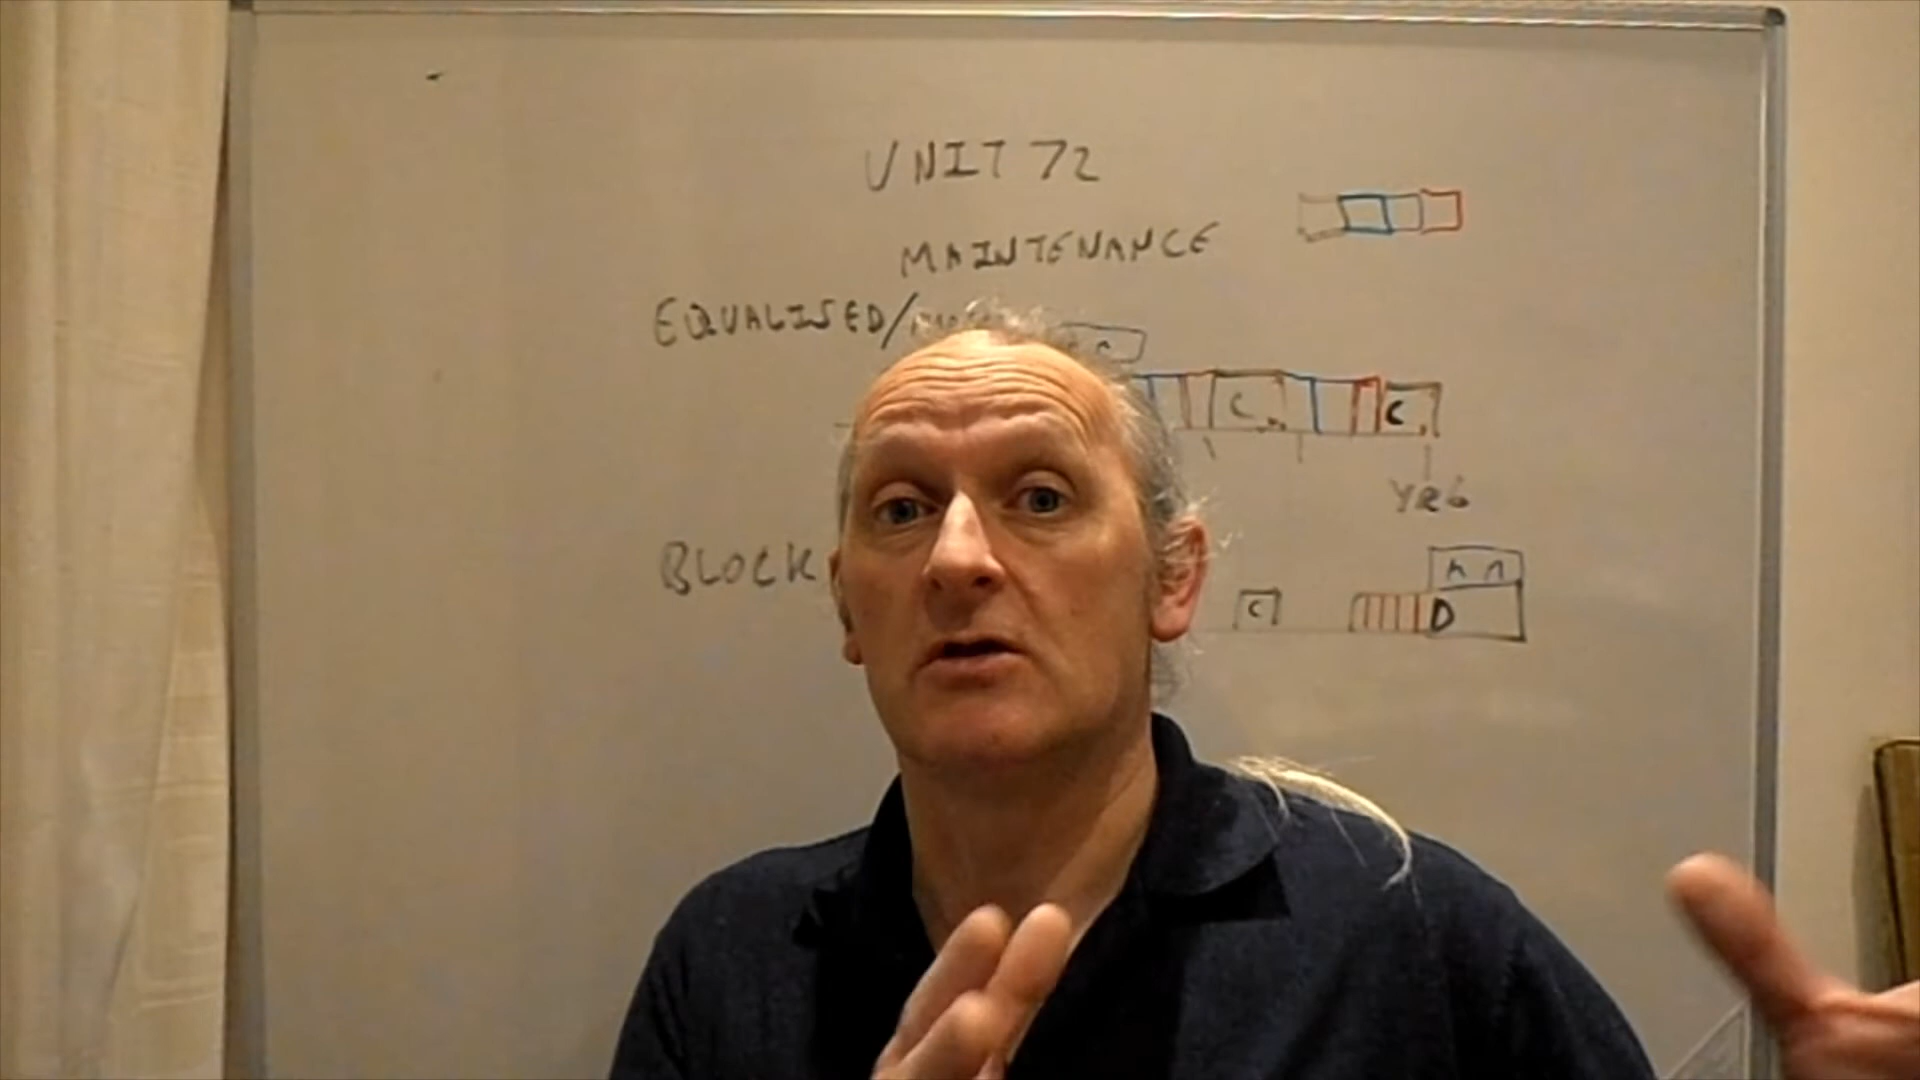 UNIT 72
MAINTENANCE
EQUALISED/
C C
YR6
BLOCK
C D